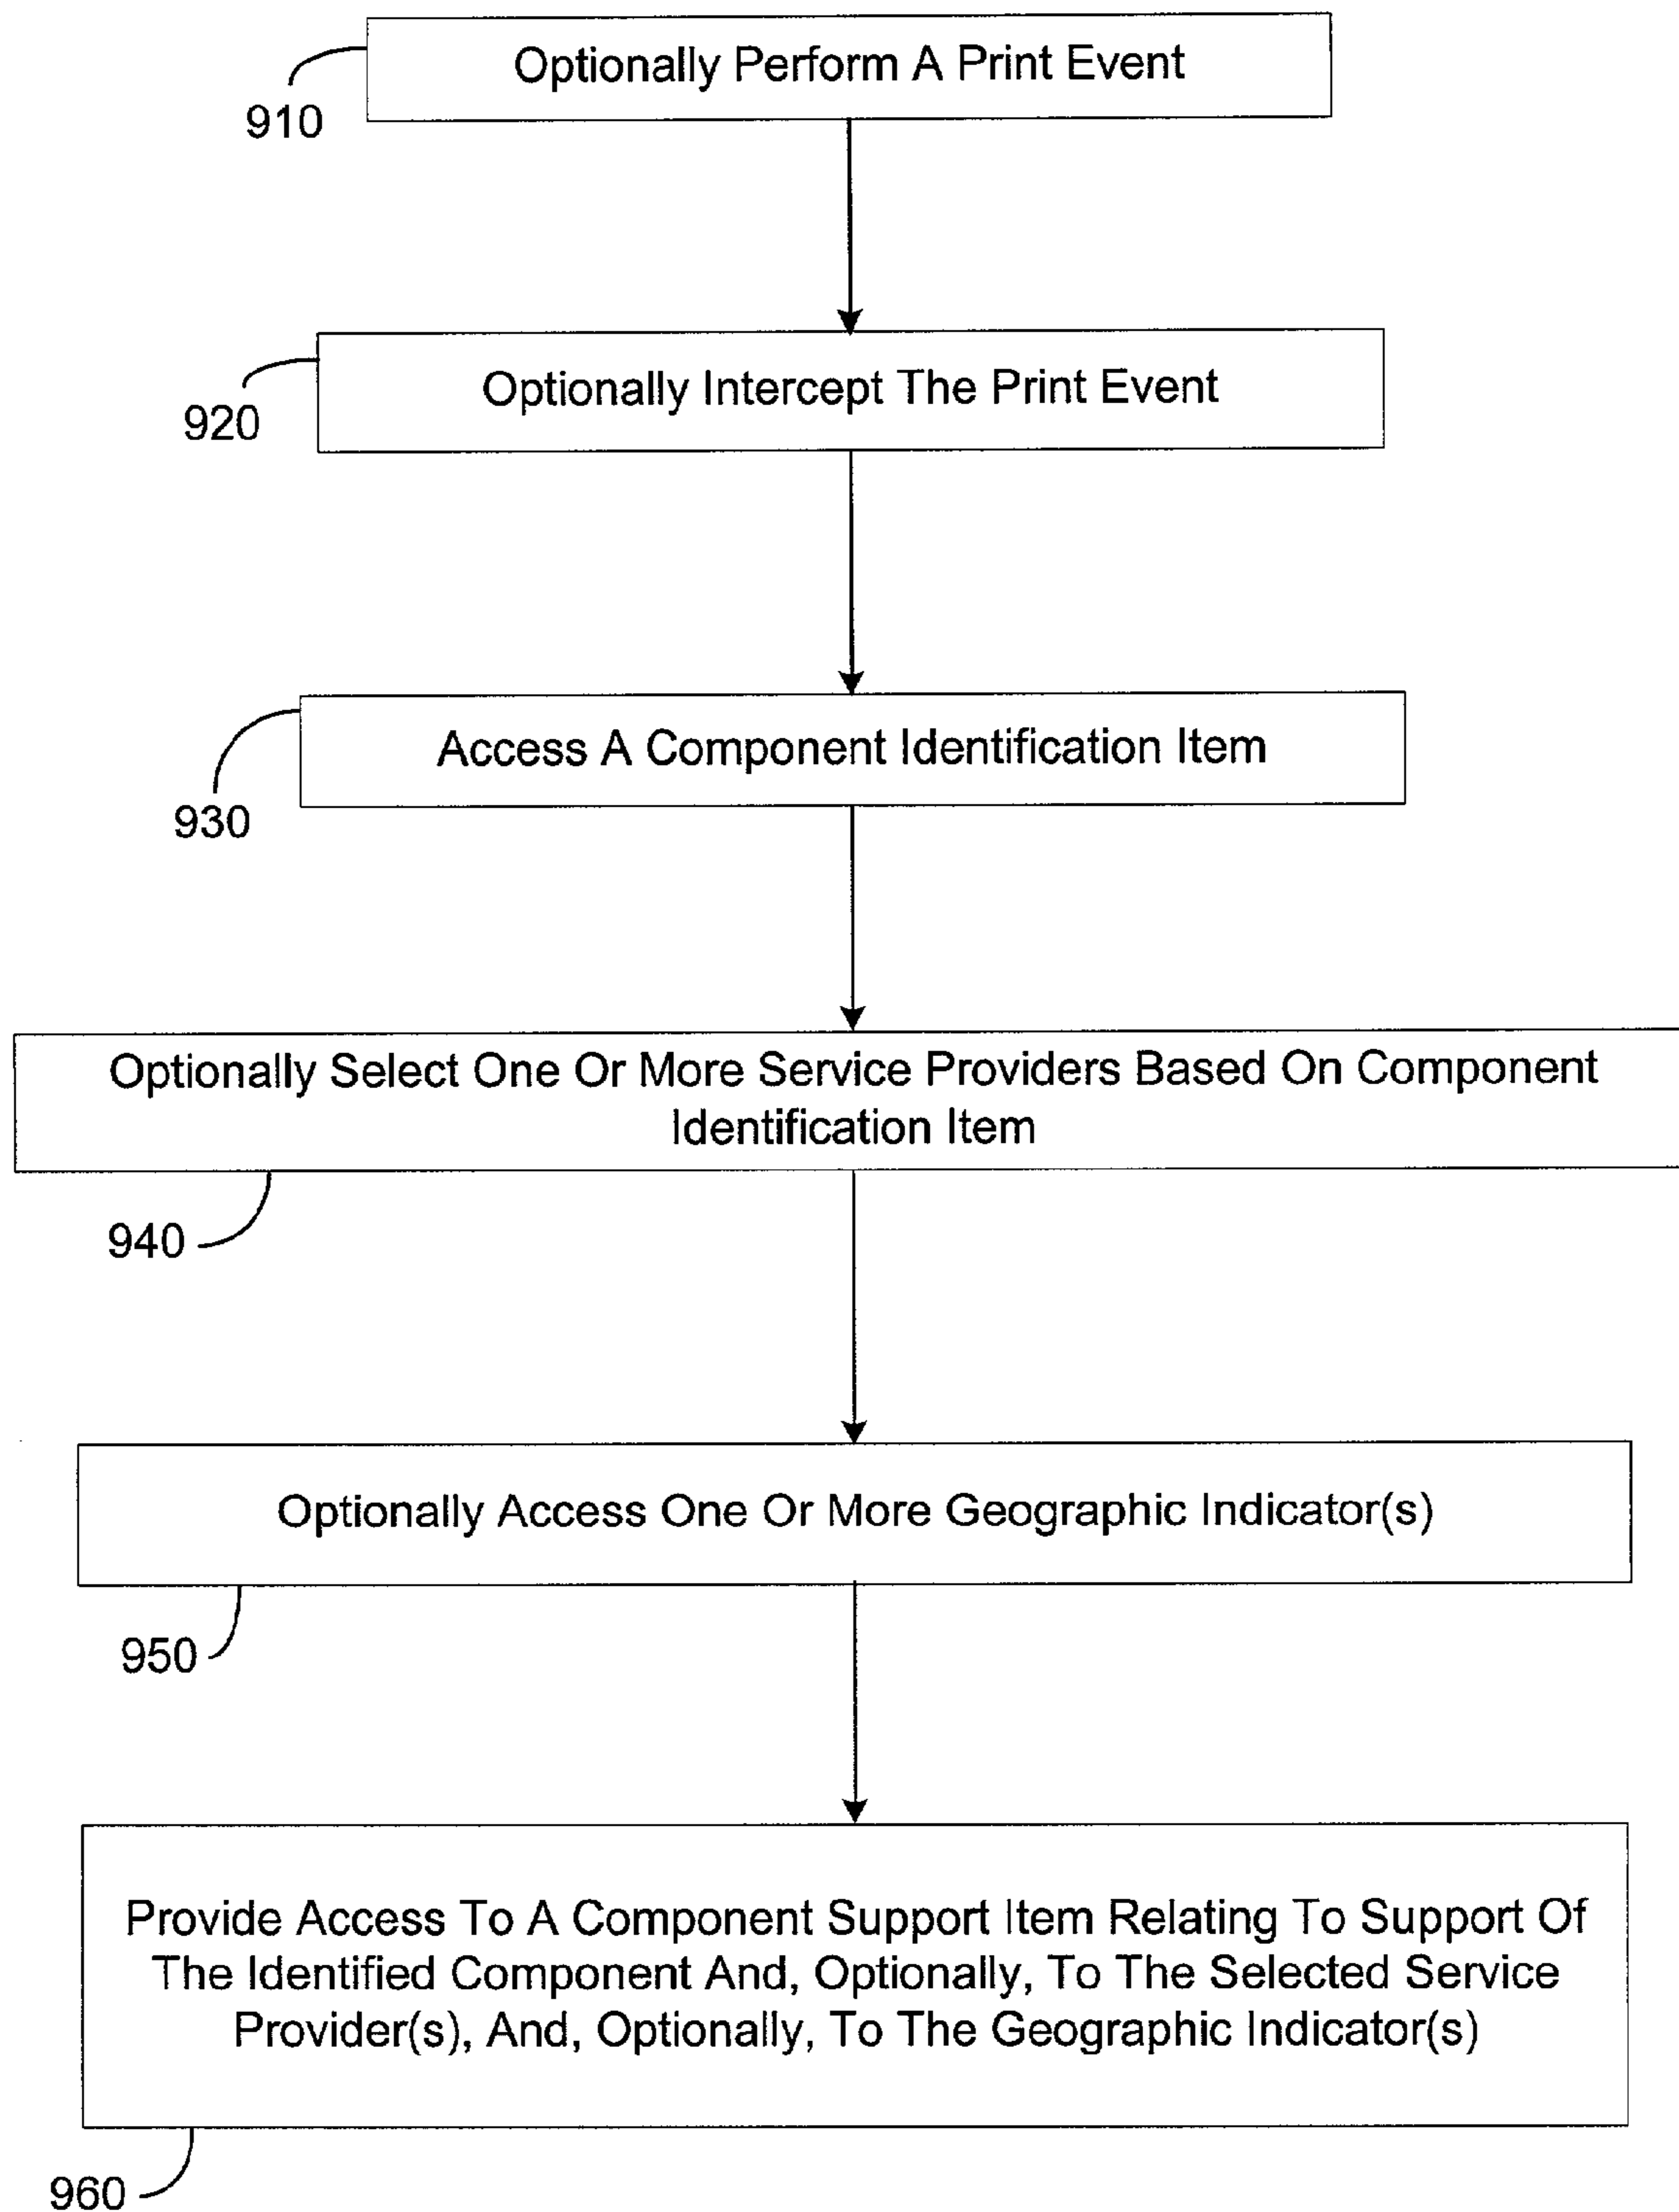 Optionally Perform A Print Event
910
Optionally Intercept The Print Event
920
Access A Component Identification Item
930
Optionally Select One Or More Service Providers Based On Component
Identification Item
940
Optionally Access One Or More Geographic Indicator(s)
950
Provide Access To A Component Support Item Relating To Support Of
The Identified Component And, Optionally, To The Selected Service
Provider(s), And, Optionally, To The Geographic Indicator(s)
960